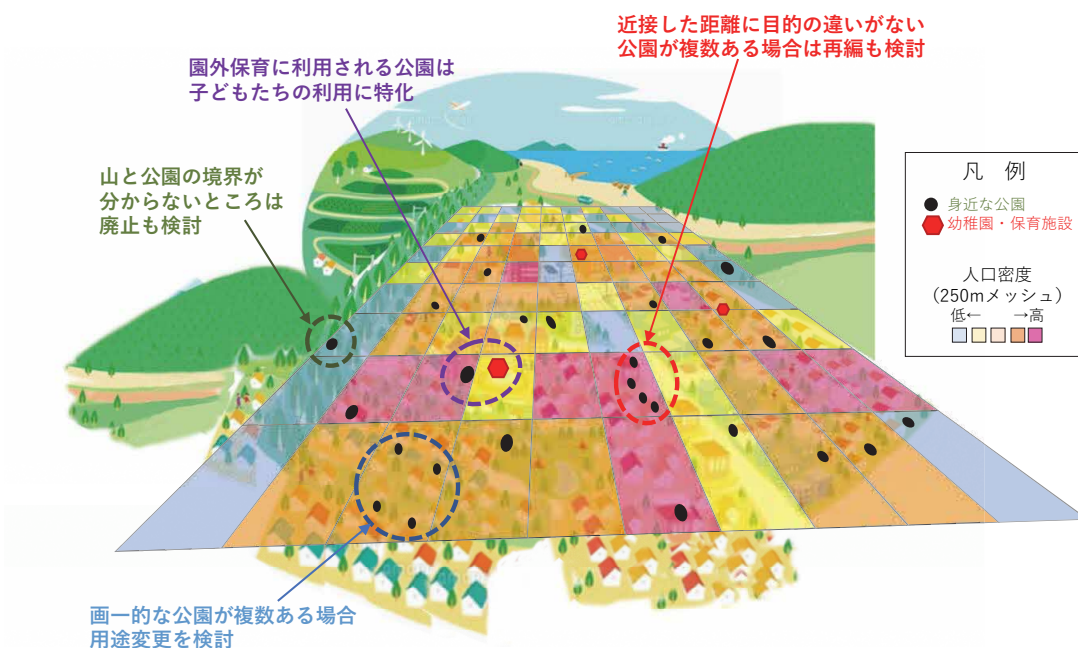 近接した距離に目的の違いがない
公園が複数ある場合は再編も検討
園外保育に利用される公園は
子どもたちの利用に特化
山と公園の境界が
分からないところは
廃止も検討
凡 例
身近な公園
幼稚園・保育施設
人口密度
（250mメッシュ）
低← →高
画一的な公園が複数ある場合
用途変更を検討